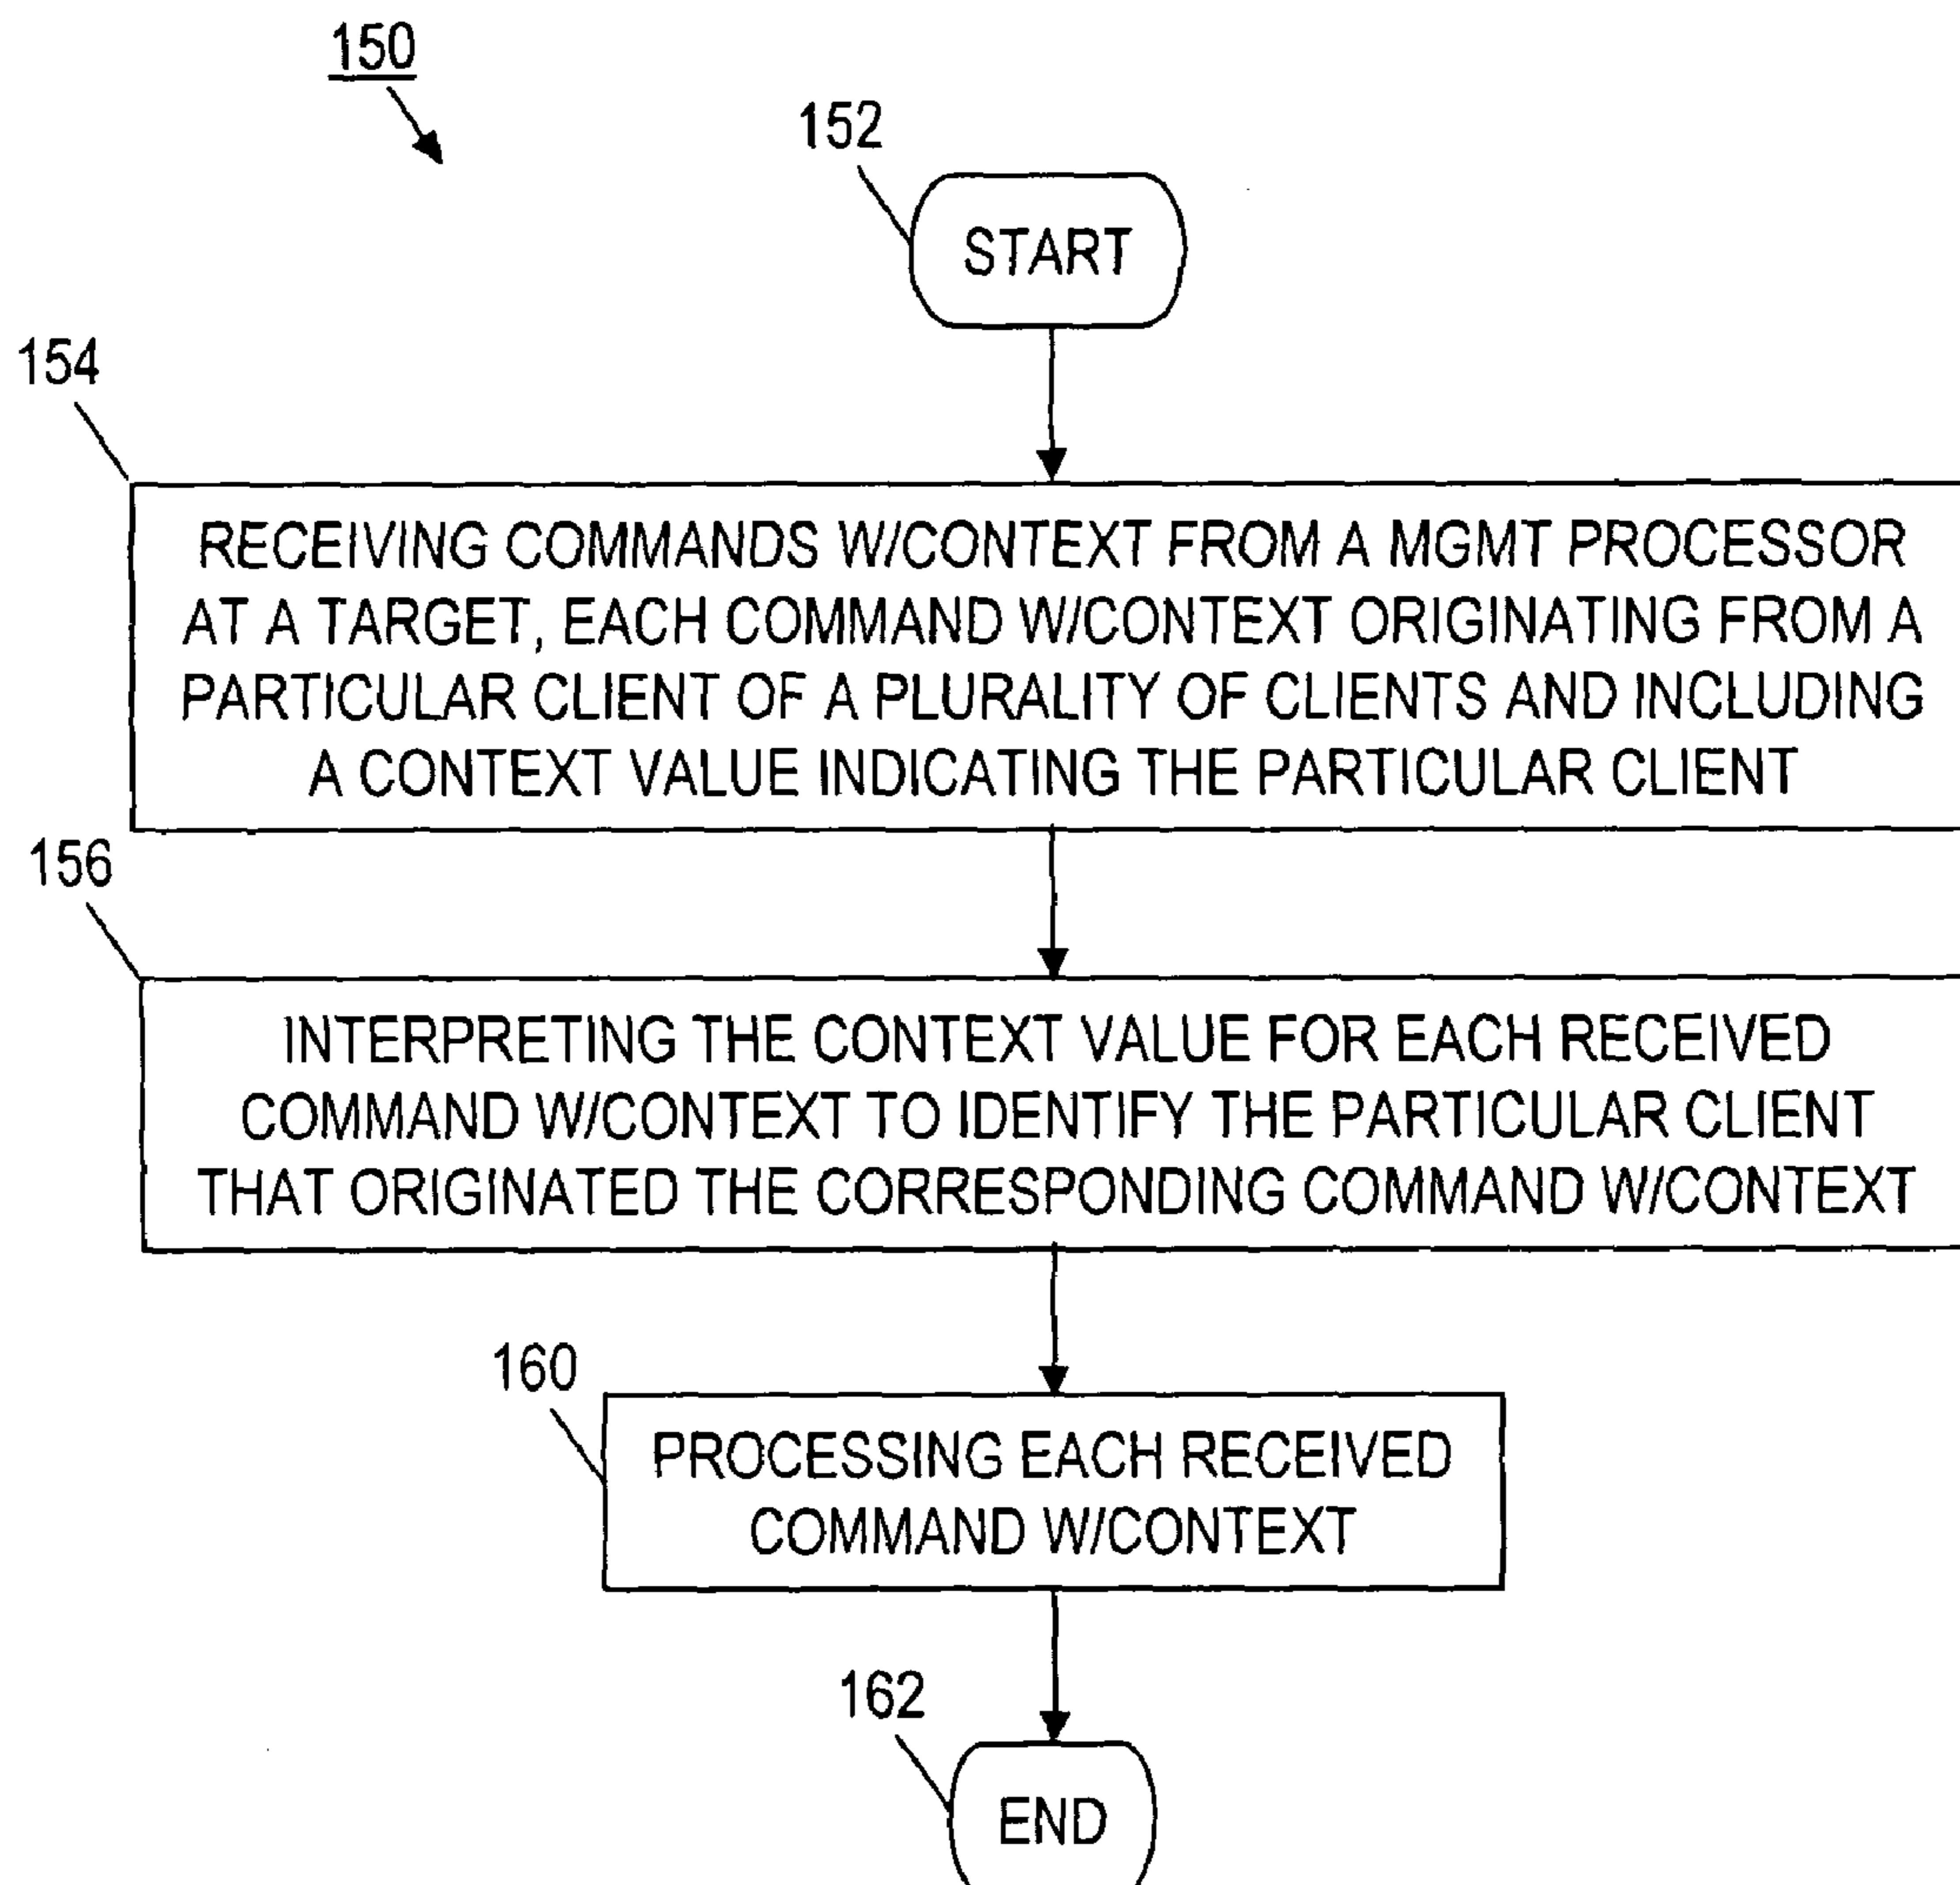 150
152
START
154
RECEIVING COMMANDS W/CONTEXT FROM A MGMT PROCESSOR
AT A TARGET, EACH COMMAND W/CONTEXT ORIGINATING FROM A
PARTICULAR CLIENT OF A PLURALITY OF CLIENTS AND INCLUDING
A CONTEXT VALUE INDICATING THE PARTICULAR CLIENT
156
INTERPRETING THE CONTEXT VALUE FOR EACH RECEIVED
COMMAND W/CONTEXT TO IDENTIFY THE PARTICULAR CLIENT
THAT ORIGINATED THE CORRESPONDING COMMAND W/CONTEXT
160
PROCESSING EACH RECEIVED
COMMAND W/CONTEXT
162
END